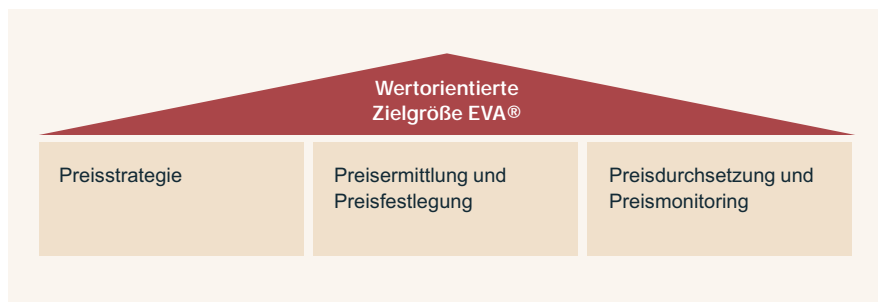 Wertorientierte
Zielgröße EVA®
Preisstrategie
Preisermittlung und
Preisfestlegung
Preisdurchsetzung und
Preismonitoring